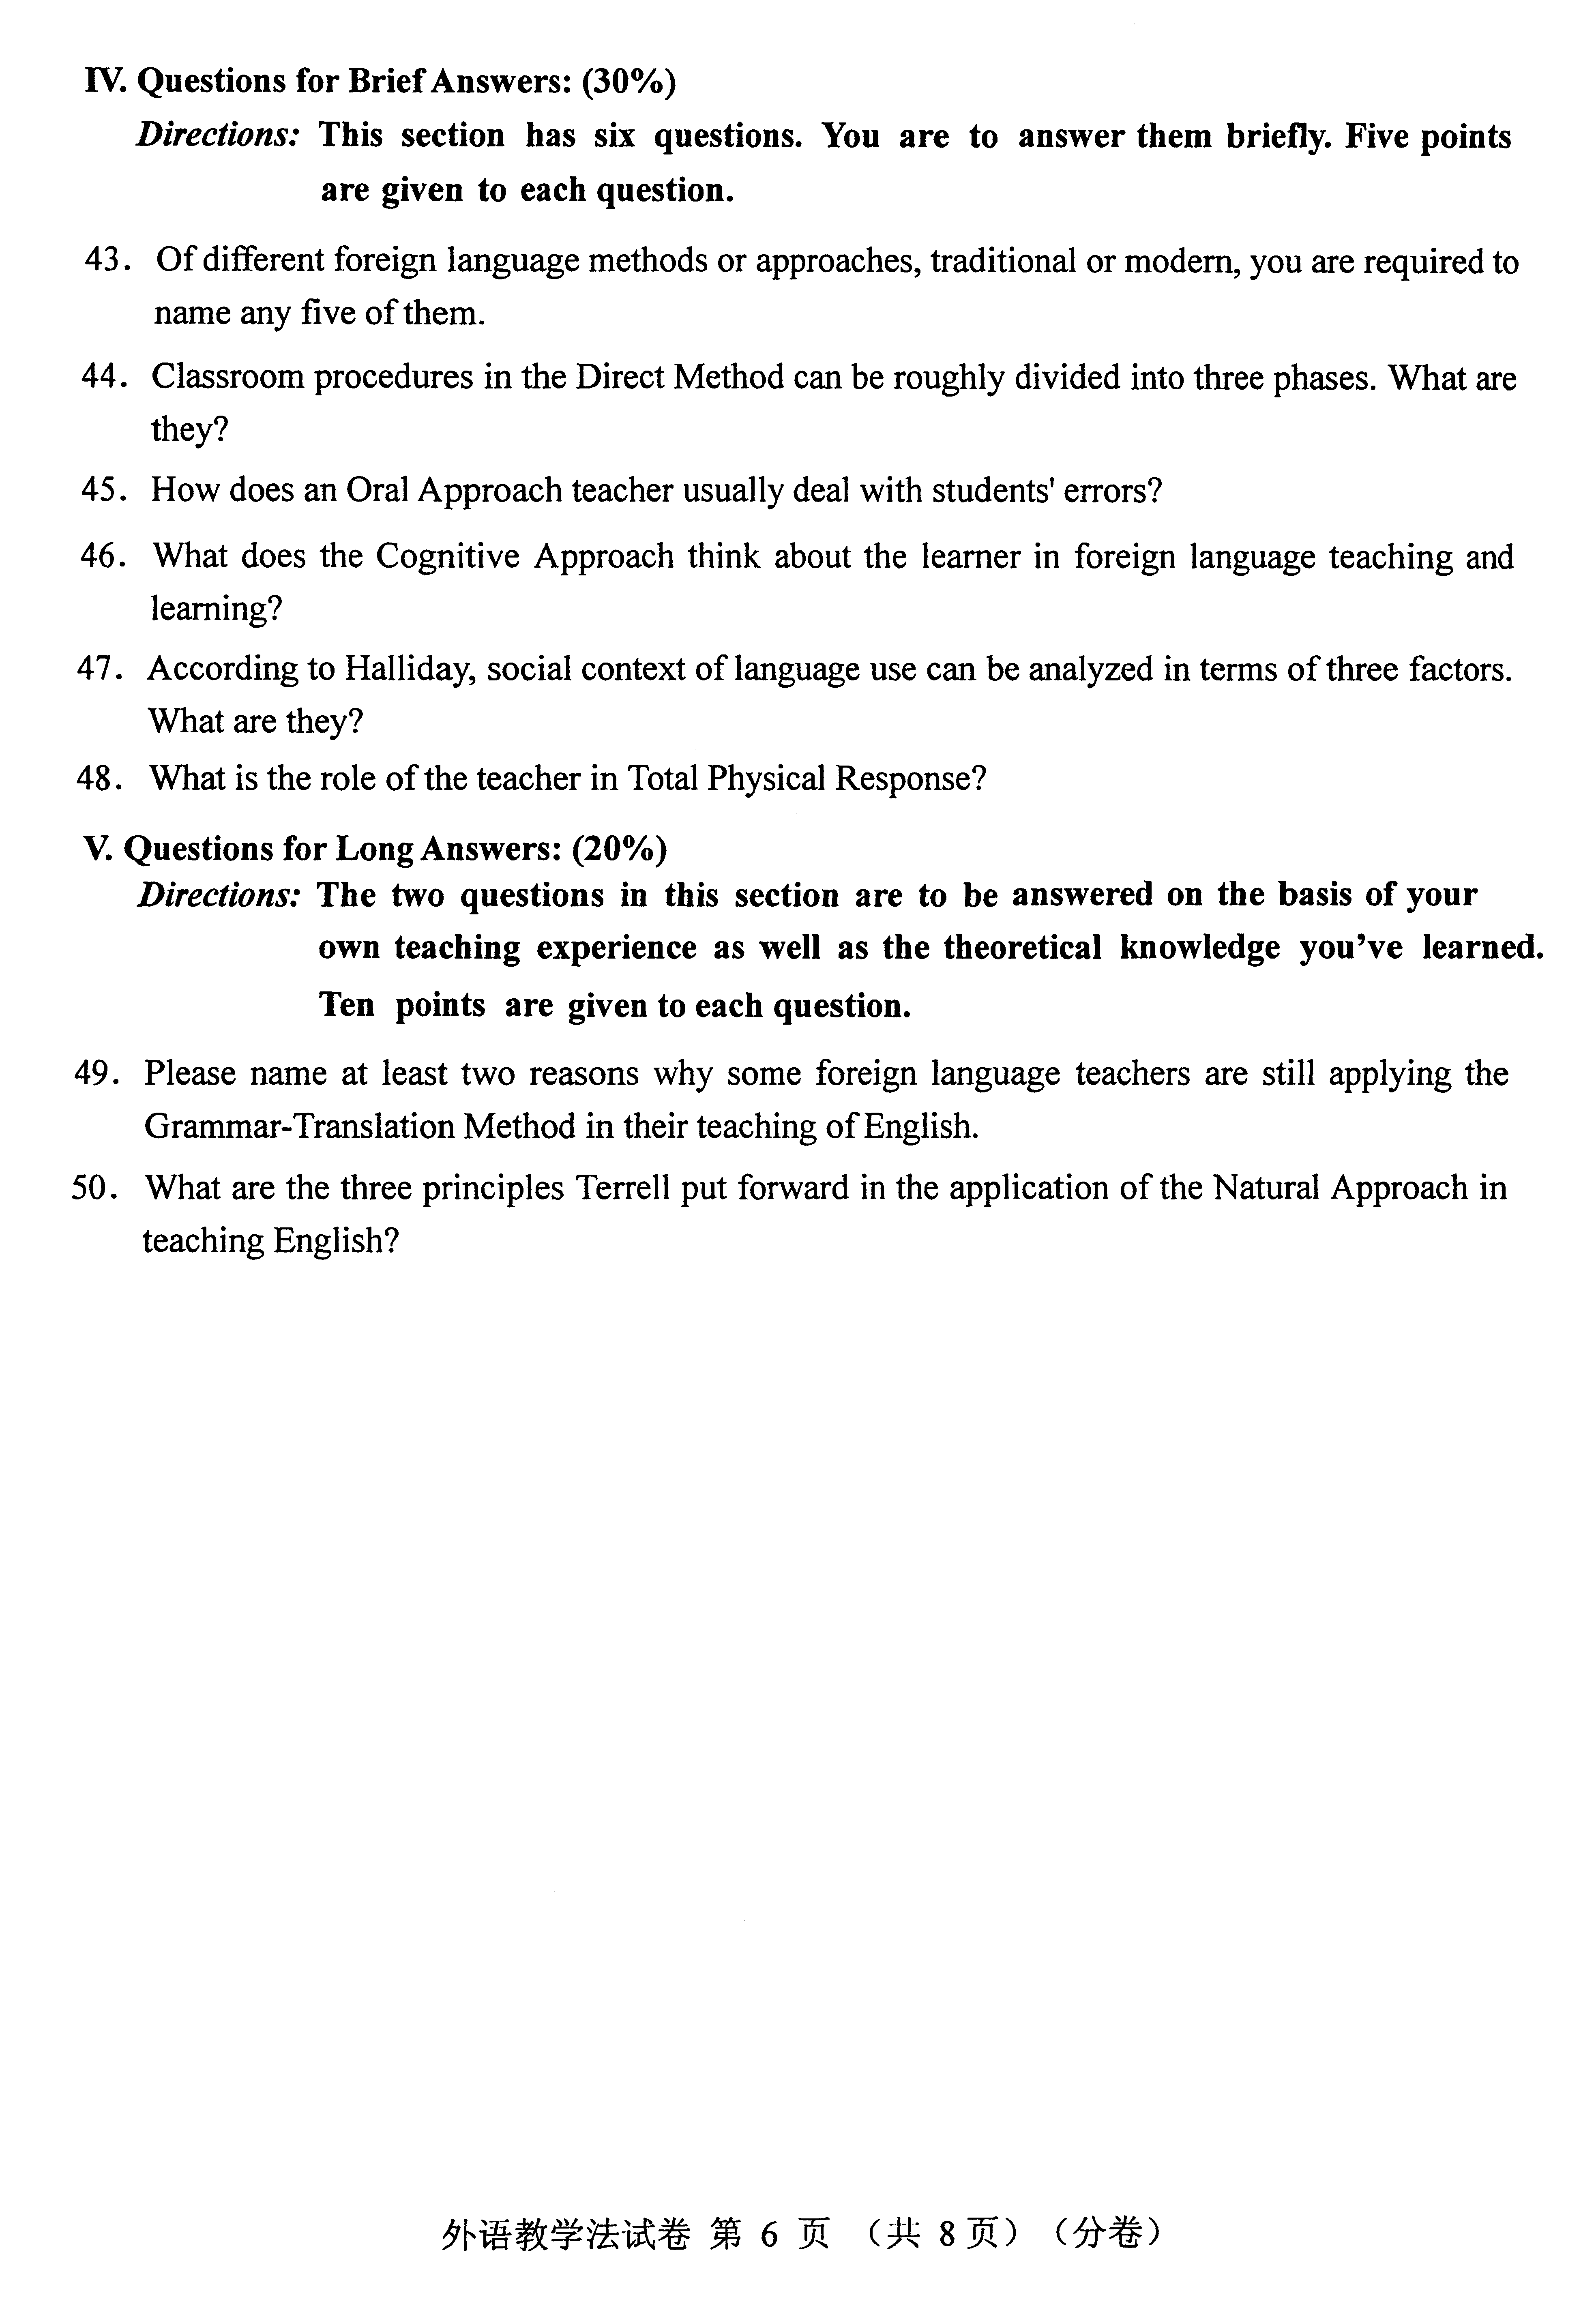 IV. Questions for Brief Answers: (30%)
Directions: This section has six questions. You are to answer them briefly. Five points
are given to each question.
43. Of different foreign language methods or approaches, traditional or modern, you are required to
name any five of them.
44. Classroom procedures in the Direct Method can be roughly divided into three phases. What are
they?
45. How does an Oral Approach teacher usually deal with students' errors?
46. What does the Cognitive Approach think about the learner in foreign language teaching and
learning?
47. According to Halliday, social context of language use can be analyzed in terms of three factors.
What are they?
48. What is the role of the teacher in Total Physical Response?
V. Questions for Long Answers: (20%)
Directions: The two questions in this section are to be answered on the basis of your
own teaching experience as well as the theoretical knowledge you've learned.
Ten points are given to each question.
49. Please name at least two reasons why some foreign language teachers are still applying the
Grammar-Translation Method in their teaching of English.
50. What are the three principles Terrell put forward in the application of the Natural Approach in
teaching English?
外语教学法试卷 第 6 页 (共 8页) (分卷)